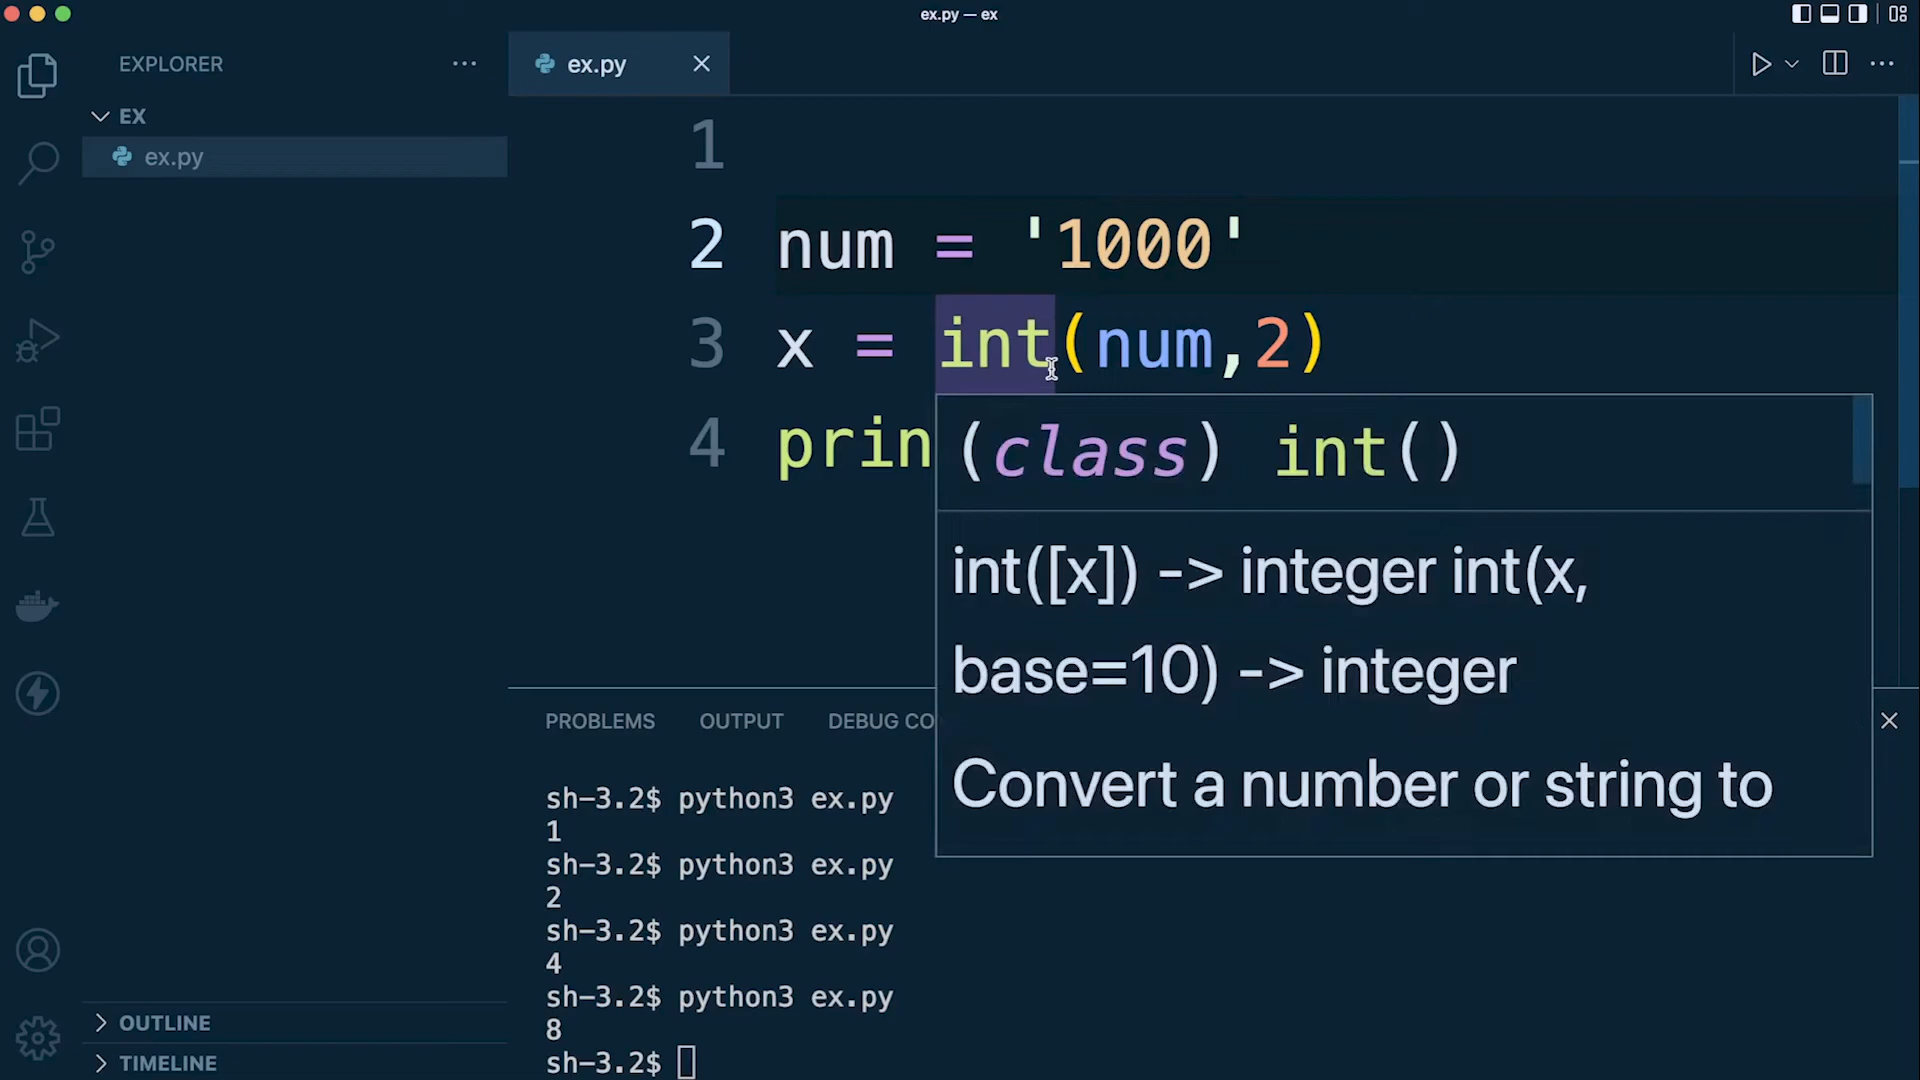 ex.py — ex
EXPLORER
EX
ex.py
ex.py
1
2 num = '1000'
3 x = int(num,2)
4 prin
(class) int()
int([x]) -> integer int(x,
base=10) -> integer
Convert a number or string to
PROBLEMS OUTPUT DEBUG CO
sh-3.2$ python3 ex.py
1
sh-3.2$ python3 ex.py
2
sh-3.2$ python3 ex.py
4
sh-3.2$ python3 ex.py
8
sh-3.2$
OUTLINE
TIMELINE